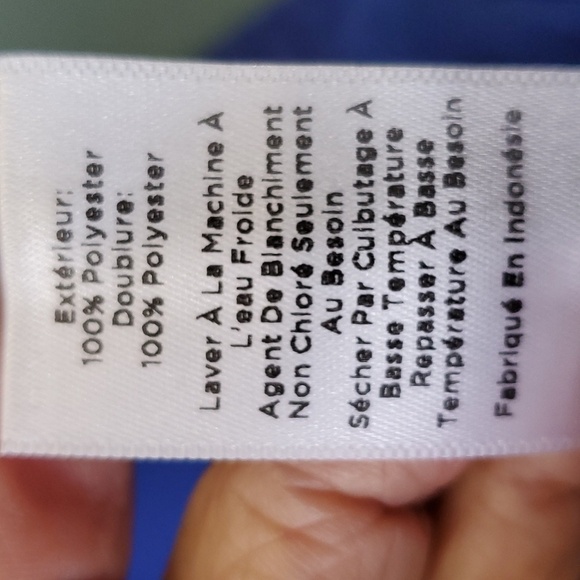 Extérieur:
100% Polyester
Doublure:
100% Polyester
Laver À La Machine À
L'eau Froide
Agent De Blanchiment
Non Chloré Seulement
Au Besoin
Sécher Par Culbutage À
Basse Température
Repasser À Basse
Température Au Besoin
Fabriqué En Indonésie